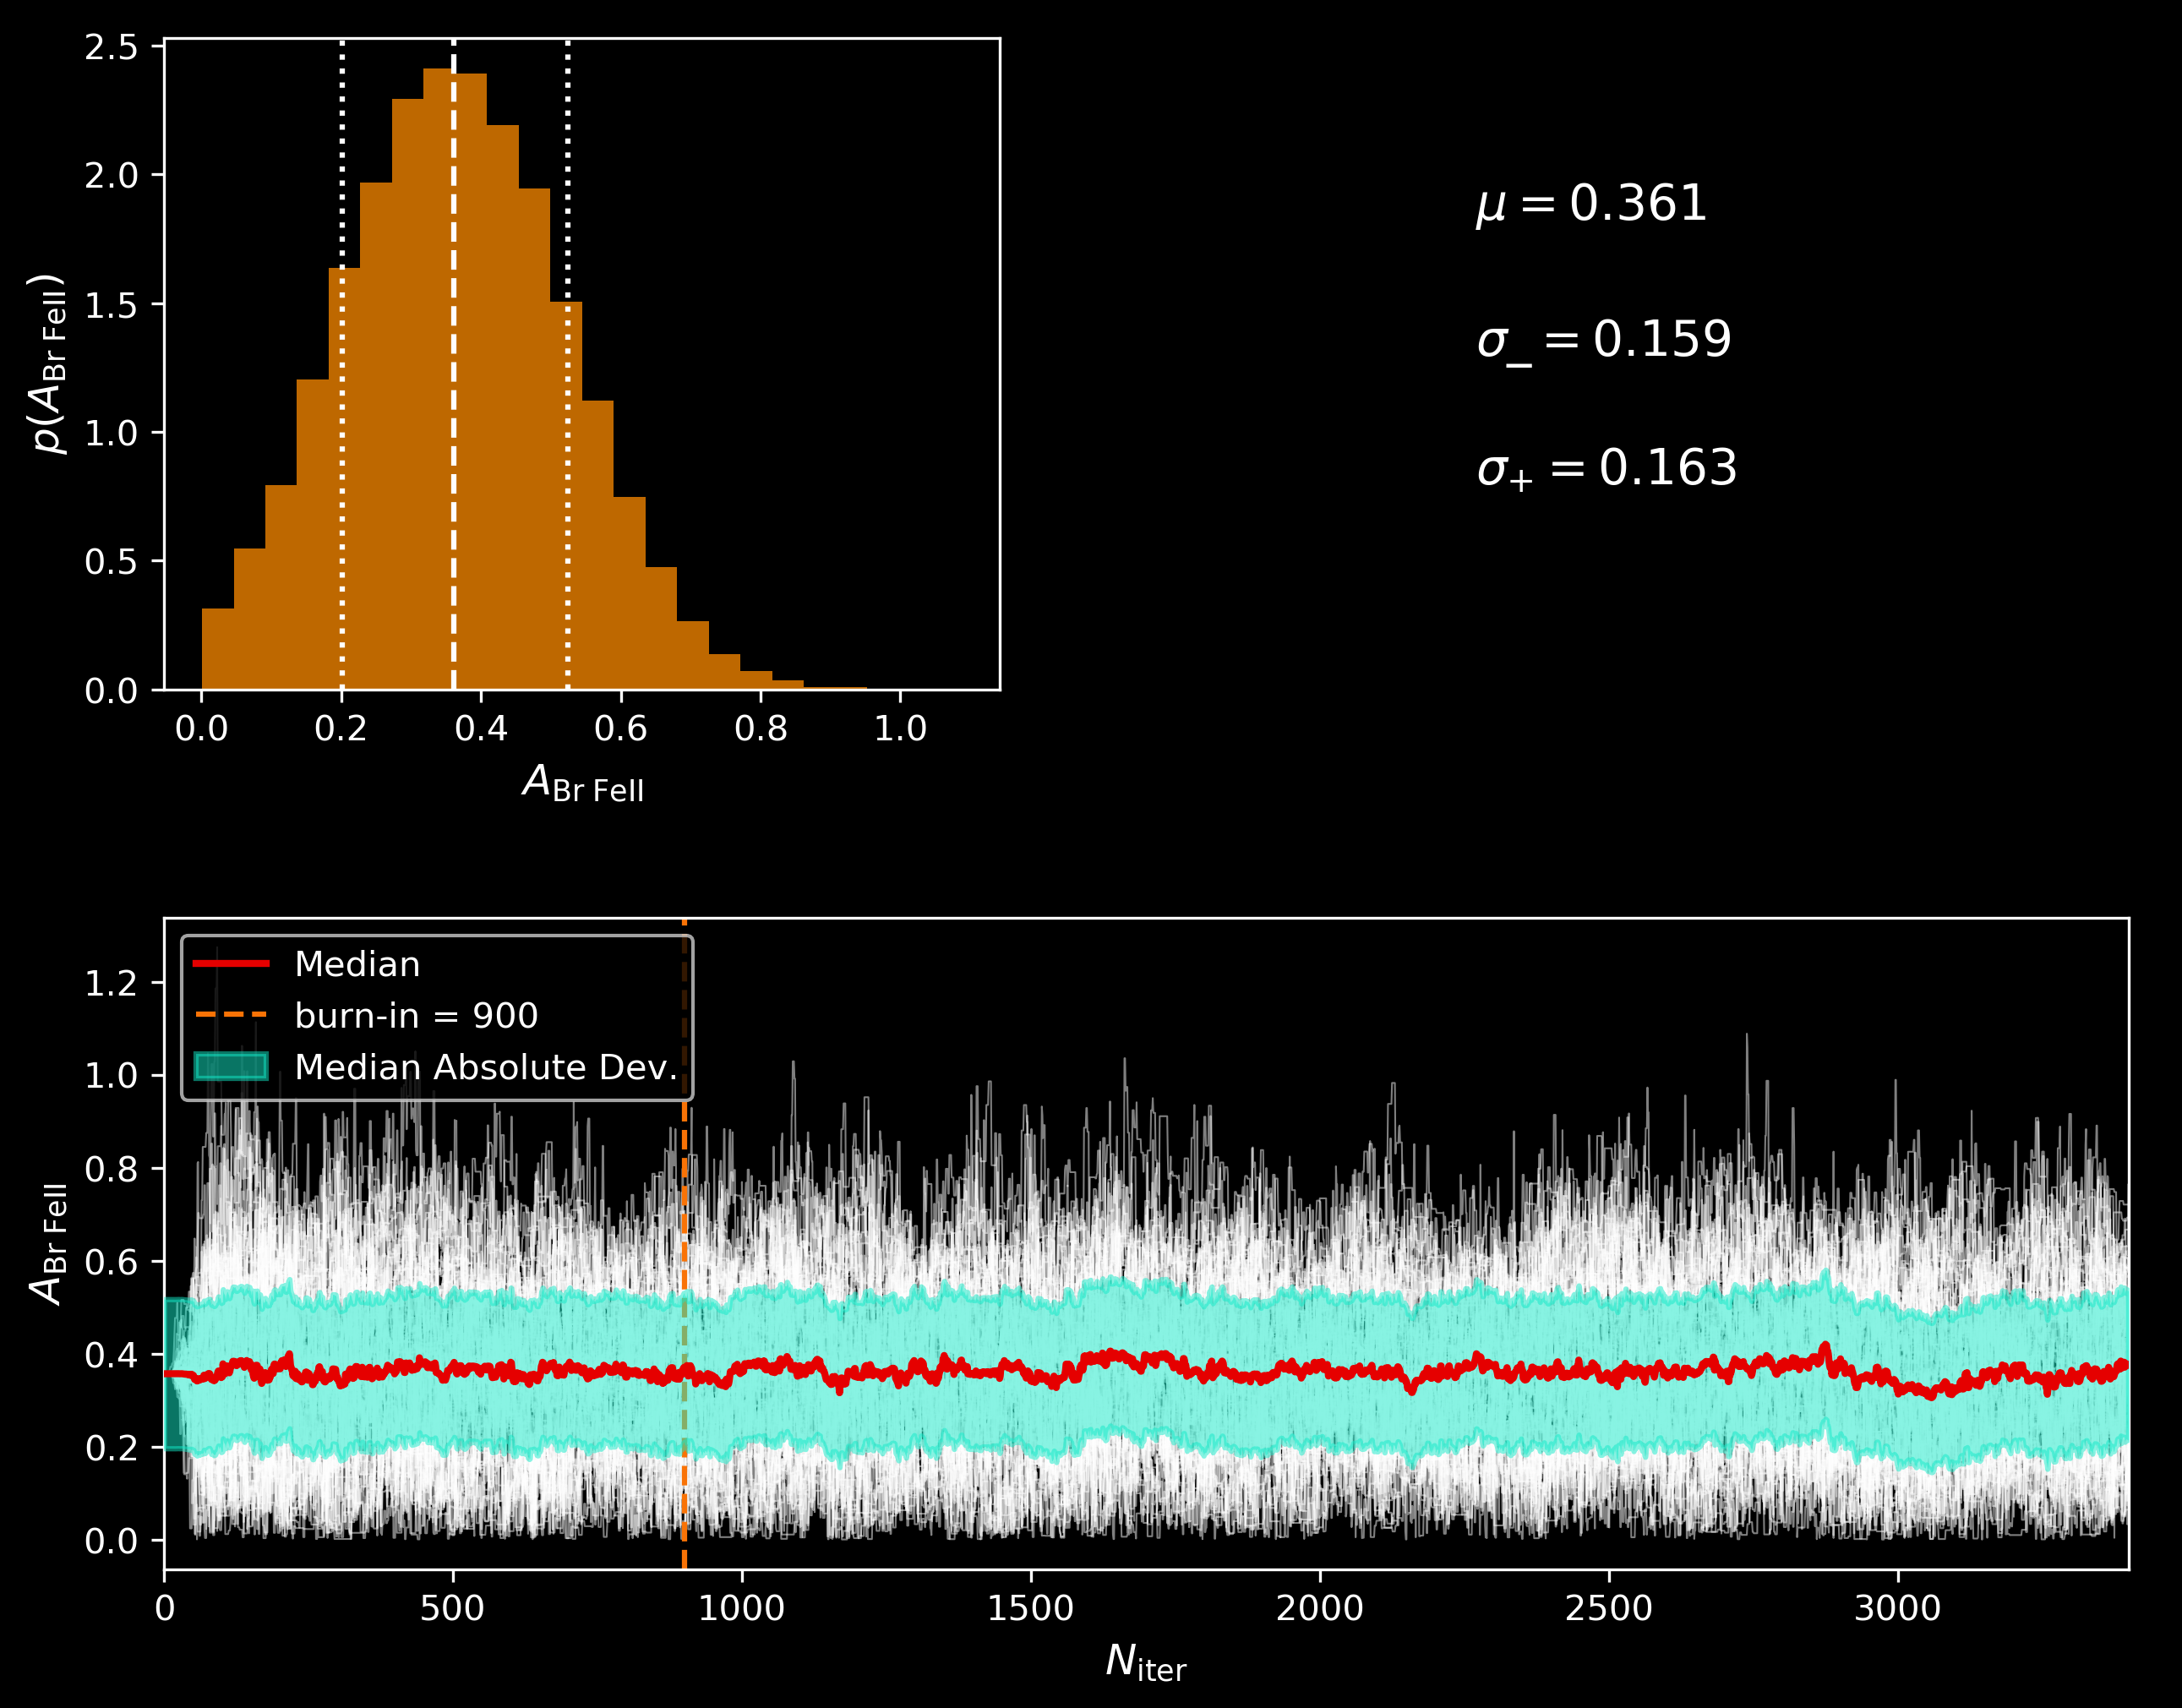 2.5
2.0
1.5
1.0
0.5
0.0
p(A_Br FeII)
0.0 0.2 0.4 0.6 0.8 1.0
A_Br FeII
μ = 0.361
σ_− = 0.159
σ_+ = 0.163
Median
burn-in = 900
Median Absolute Dev.
1.2
1.0
0.8
0.6
0.4
0.2
0.0
A_Br FeII
0 500 1000 1500 2000 2500 3000
N_iter